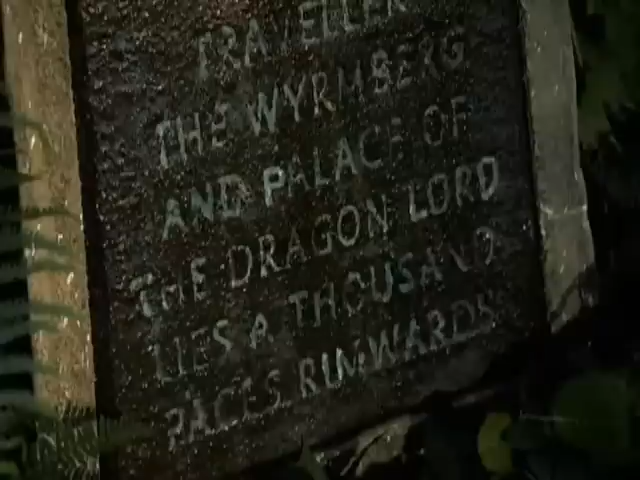 TRAVELLER
THE WYRMBERG
AND PALACE OF
THE DRAGON LORD
LIES A THOUSAND
PACES RIMWARDS